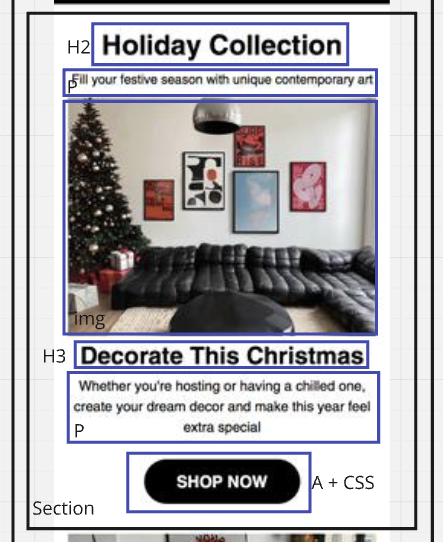 H2 Holiday Collection
Fill your festive season with unique contemporary art
P
img
H3 Decorate This Christmas
Whether you're hosting or having a chilled one,
create your dream decor and make this year feel
extra special
P
SHOP NOW
A + CSS
Section